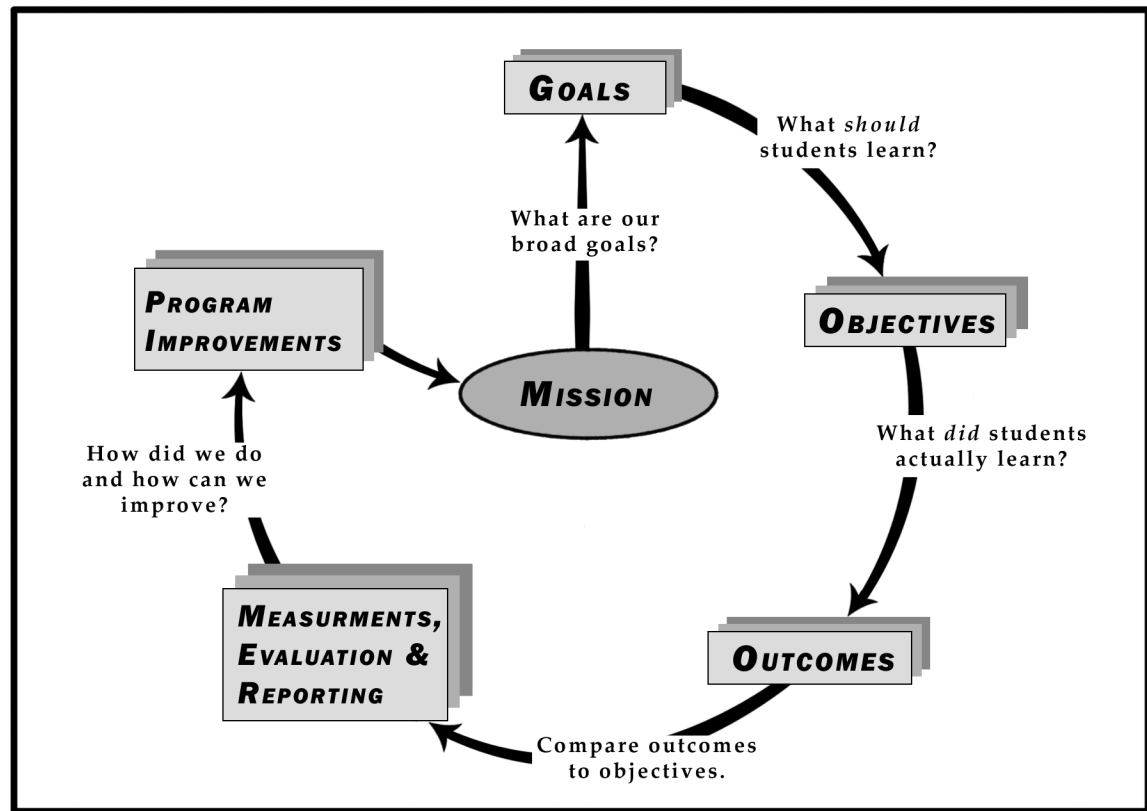 GOALS
What should
students learn?
What are our
broad goals?
PROGRAM
IMPROVEMENTS
OBJECTIVES
MISSION
What did students
actually learn?
How did we do
and how can we
improve?
MEASURMENTS,
EVALUATION &
REPORTING
OUTCOMES
Compare outcomes
to objectives.